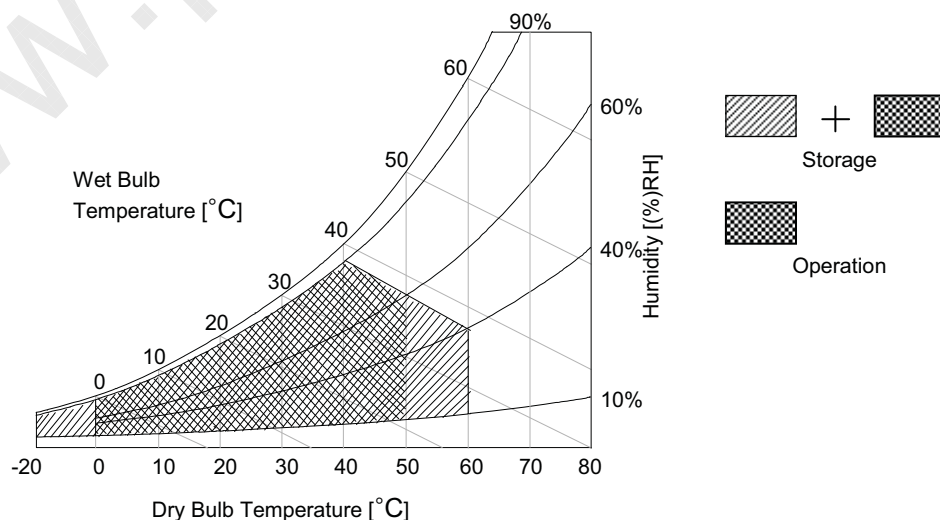 90%
60
60%
50
Wet Bulb
Temperature [°C]
40
30
20
10
0
40%
10%
Humidity [(%)RH]
-20 0 10 20 30 40 50 60 70 80
Dry Bulb Temperature [°C]
+
Storage
Operation